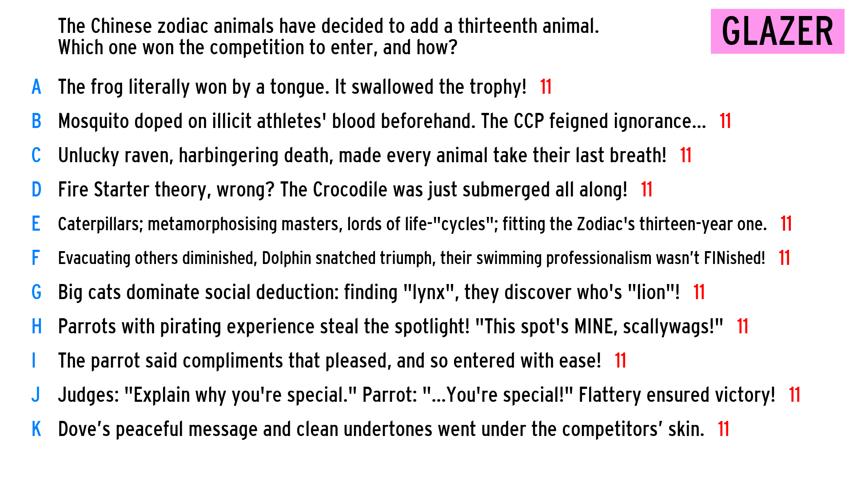 The Chinese zodiac animals have decided to add a thirteenth animal.
Which one won the competition to enter, and how?
GLAZER
A The frog literally won by a tongue. It swallowed the trophy! 11
B Mosquito doped on illicit athletes' blood beforehand. The CCP feigned ignorance... 11
C Unlucky raven, harbingering death, made every animal take their last breath! 11
D Fire Starter theory, wrong? The Crocodile was just submerged all along! 11
E Caterpillars; metamorphosising masters, lords of life-"cycles"; fitting the Zodiac's thirteen-year one. 11
F Evacuating others diminished, Dolphin snatched triumph, their swimming professionalism wasn’t FINished! 11
G Big cats dominate social deduction: finding "lynx", they discover who's "lion"! 11
H Parrots with pirating experience steal the spotlight! "This spot's MINE, scallywags!" 11
I The parrot said compliments that pleased, and so entered with ease! 11
J Judges: "Explain why you're special." Parrot: "...You're special!" Flattery ensured victory! 11
K Dove’s peaceful message and clean undertones went under the competitors’ skin. 11